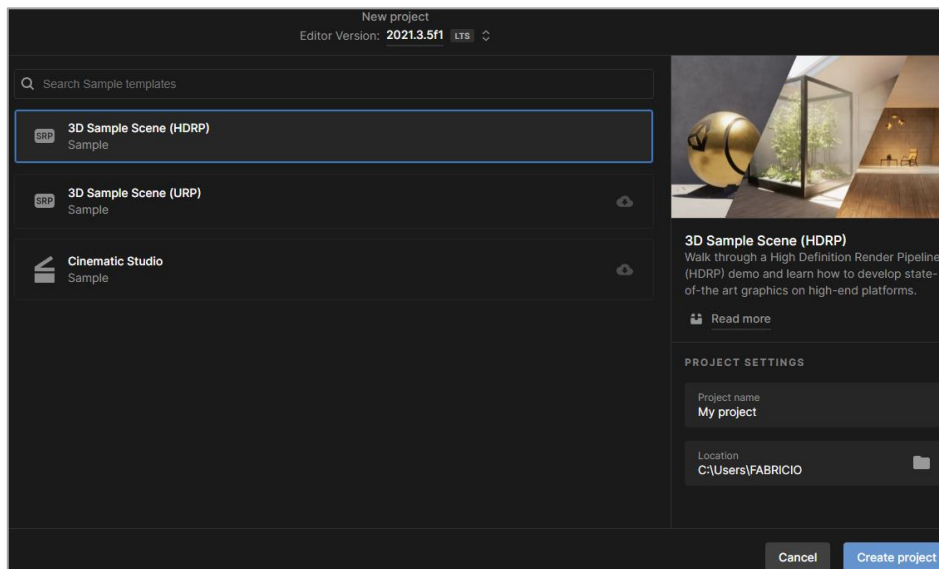 New project
Editor Version: 2021.3.5f1 LTS
Search Sample templates
SRP
3D Sample Scene (HDRP)
Sample
SRP
3D Sample Scene (URP)
Sample
Cinematic Studio
Sample
3D Sample Scene (HDRP)
Walk through a High Definition Render Pipeline
(HDRP) demo and learn how to develop state-
of-the art graphics on high-end platforms.
Read more
PROJECT SETTINGS
Project name
My project
Location
C:\Users\FABRICIO
Cancel
Create project